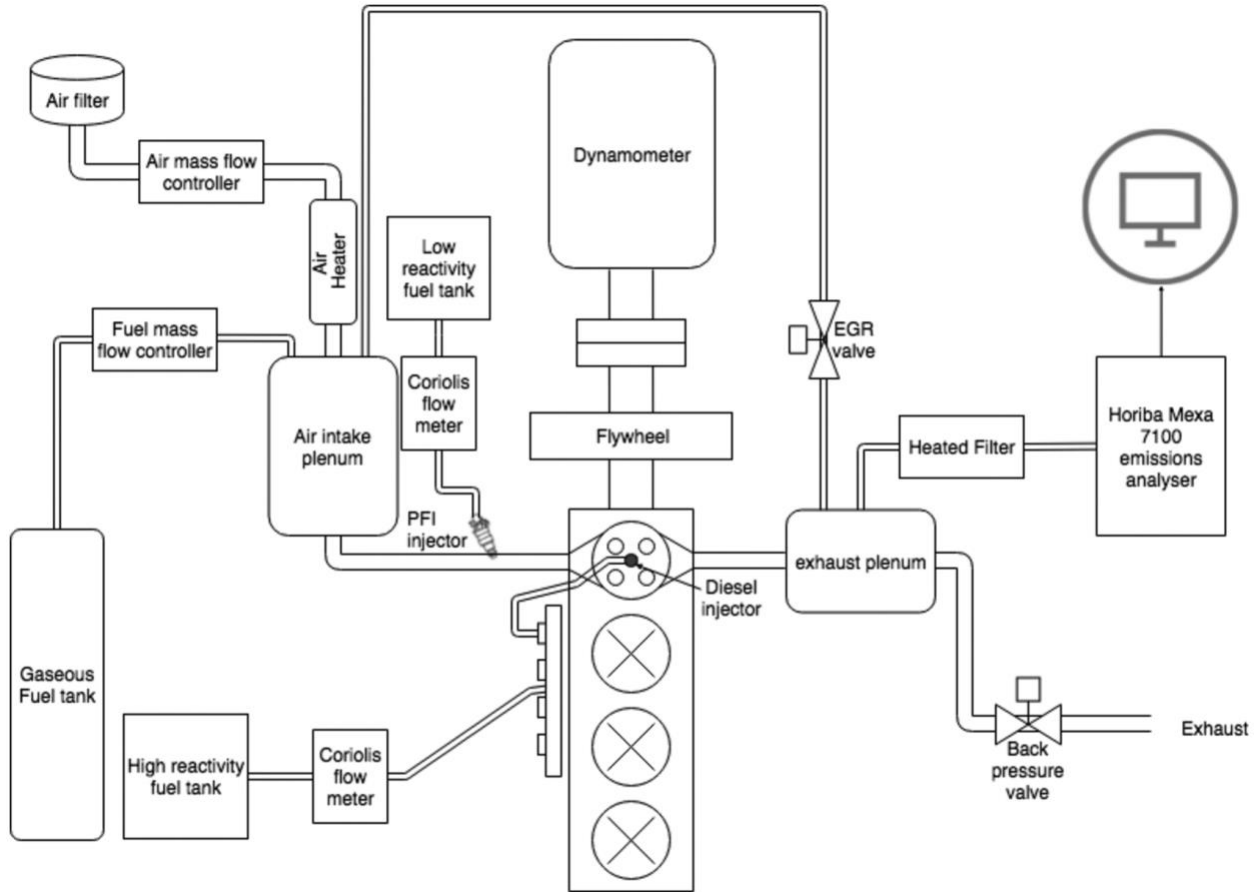 Air filter
Air mass flow
controller
Air
Heater
Dynamometer
Low
reactivity
fuel tank
Fuel mass
flow controller
EGR
valve
Coriolis
flow
meter
Air intake
plenum
Flywheel
Heated Filter
Horiba Mexa
7100
emissions
analyser
PFI
injector
exhaust plenum
Diesel
injector
Gaseous
Fuel tank
High reactivity
fuel tank
Coriolis
flow
meter
Back
pressure
valve
Exhaust